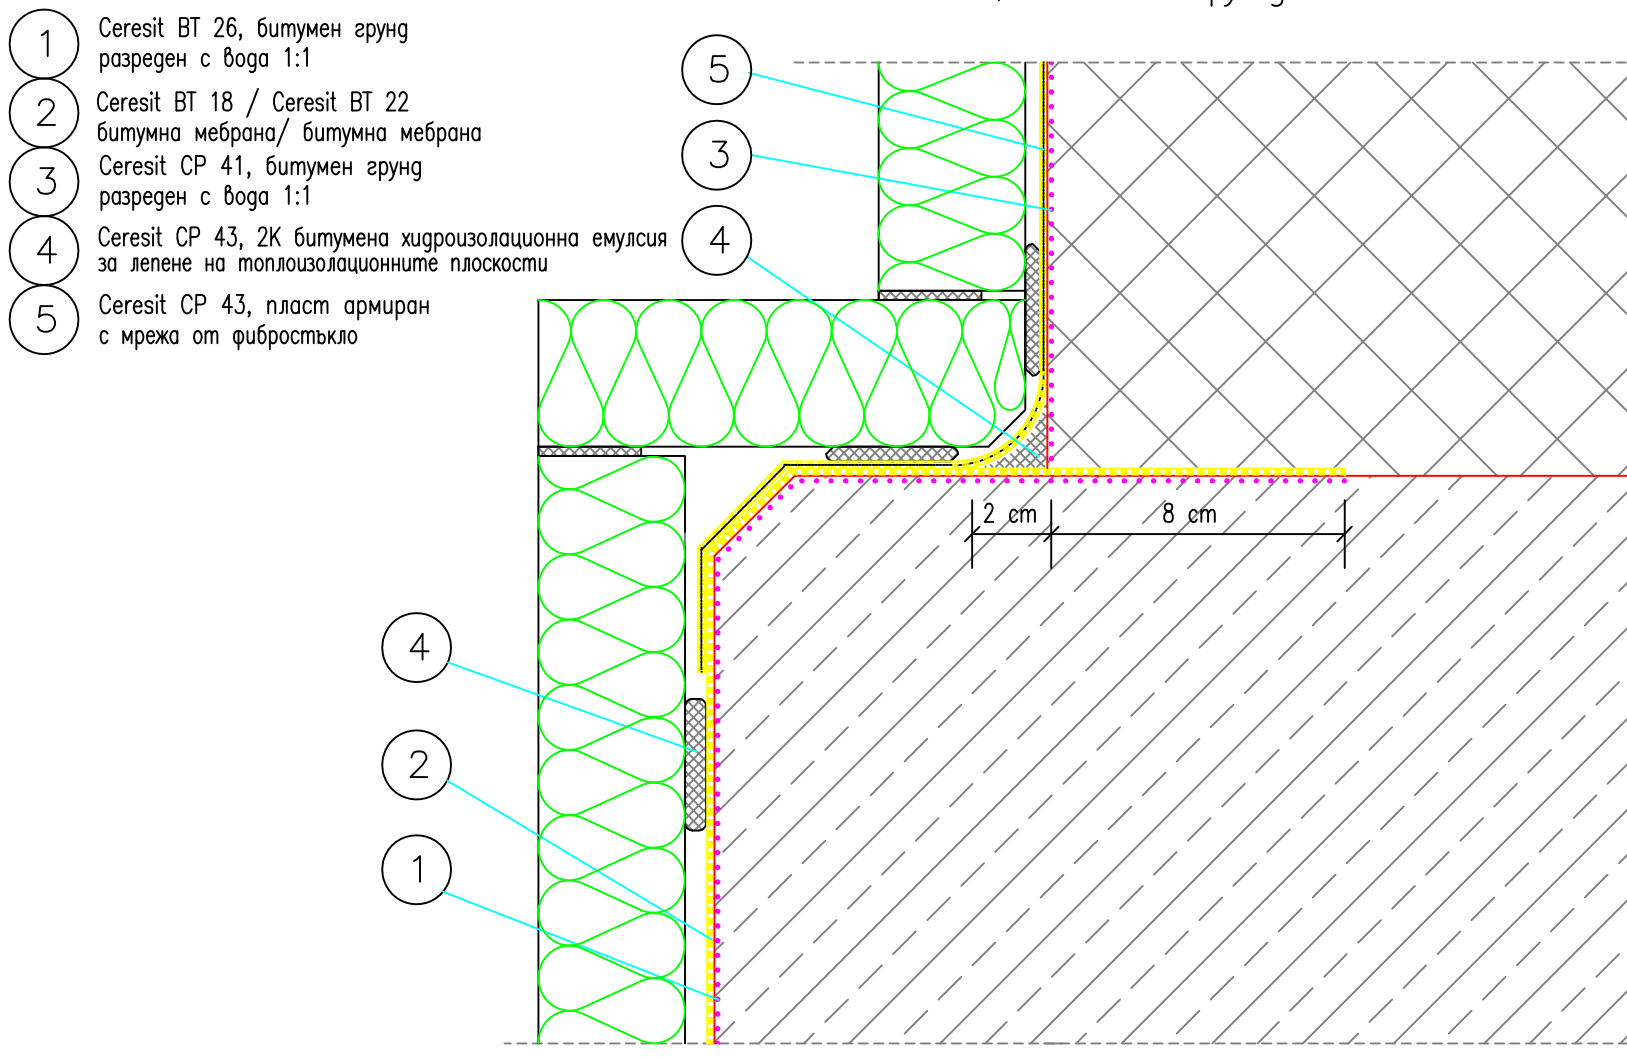 1
Ceresit BT 26, битумен грунд
разреден с вода 1:1
2
Ceresit BT 18 / Ceresit BT 22
битумна мебрана/ битумна мебрана
3
Ceresit CP 41, битумен грунд
разреден с вода 1:1
4
Ceresit CP 43, 2К битумена хидроизолационна емулсия
за лепене на топлоизолационните плоскости
5
Ceresit CP 43, пласт армиран
с мрежа от фибростъкло
5
3
4
2 cm
8 cm
4
2
1